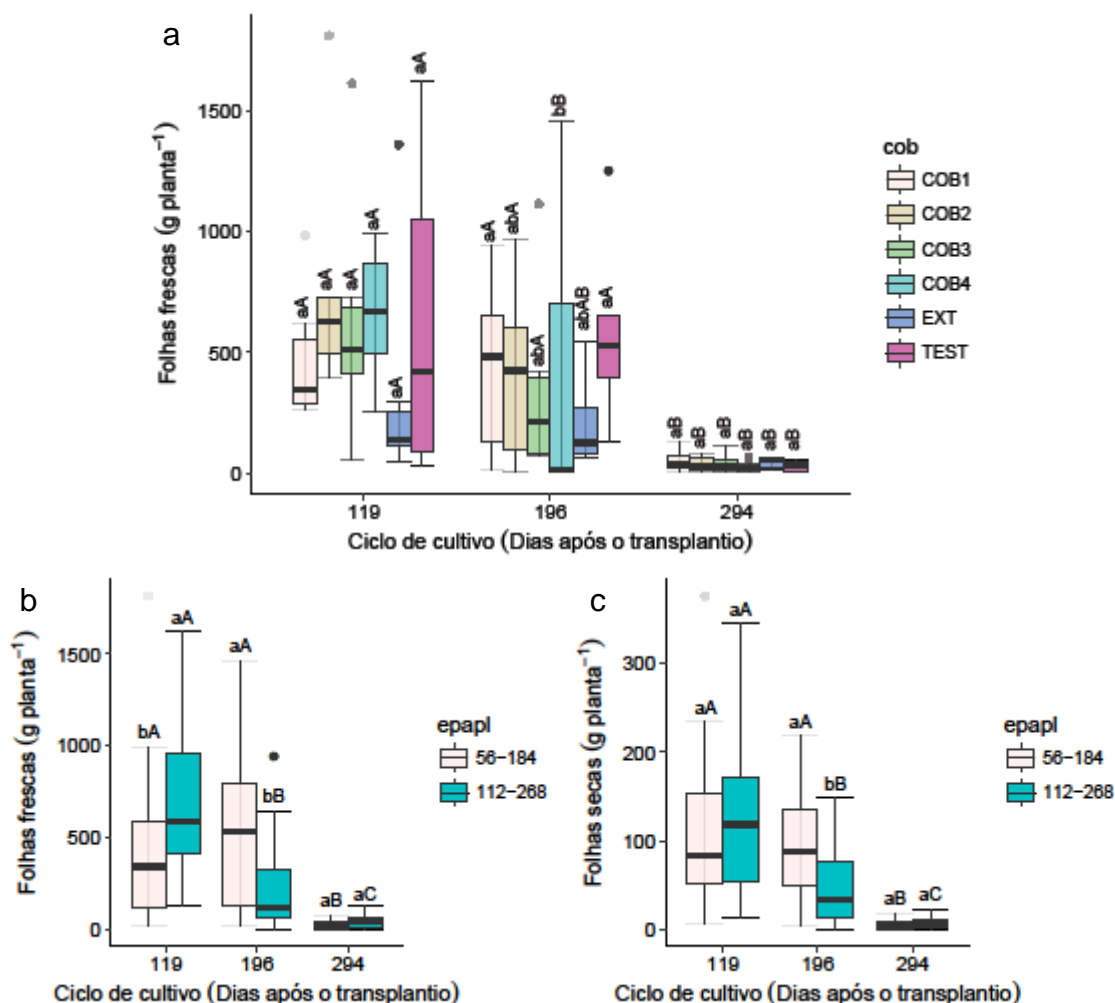 a
Folhas frescas (g planta⁻¹)
1500
1000
500
0
aA
aA
aA
aA
aA
aA
aA
abA
abA
bB
abAB
aA
aB
aB
aB
aB
aB
aB
119
196
294
Ciclo de cultivo (Dias após o transplantio)
cob
COB1
COB2
COB3
COB4
EXT
TEST
b
Folhas frescas (g planta⁻¹)
1500
1000
500
0
bA
aA
aA
bB
aB
aC
119
196
294
Ciclo de cultivo (Dias após o transplantio)
epapl
56−184
112−268
c
Folhas secas (g planta⁻¹)
300
200
100
0
aA
aA
aA
bB
aB
aC
119
196
294
Ciclo de cultivo (Dias após o transplantio)
epapl
56−184
112−268